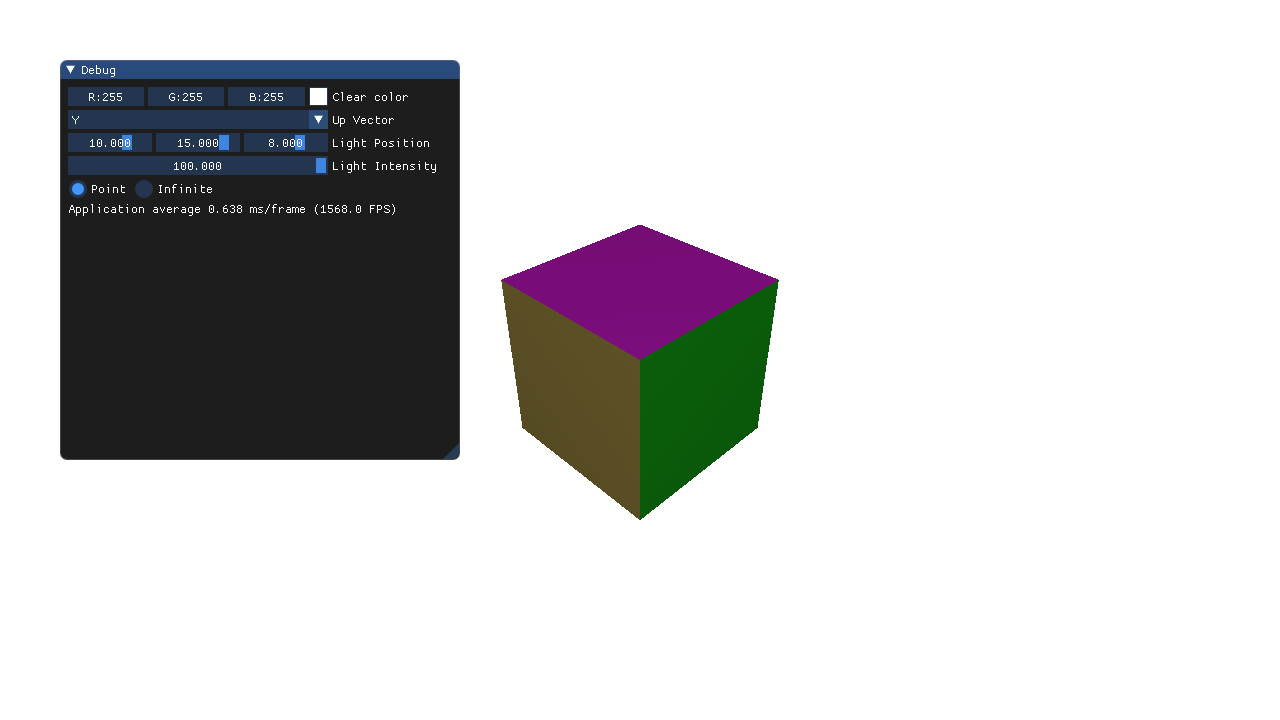 Debug
R:255 G:255 B:255 Clear color
Y Up Vector
10.000 15.000 8.000 Light Position
100.000 Light Intensity
Point Infinite
Application average 0.638 ms/frame (1568.0 FPS)